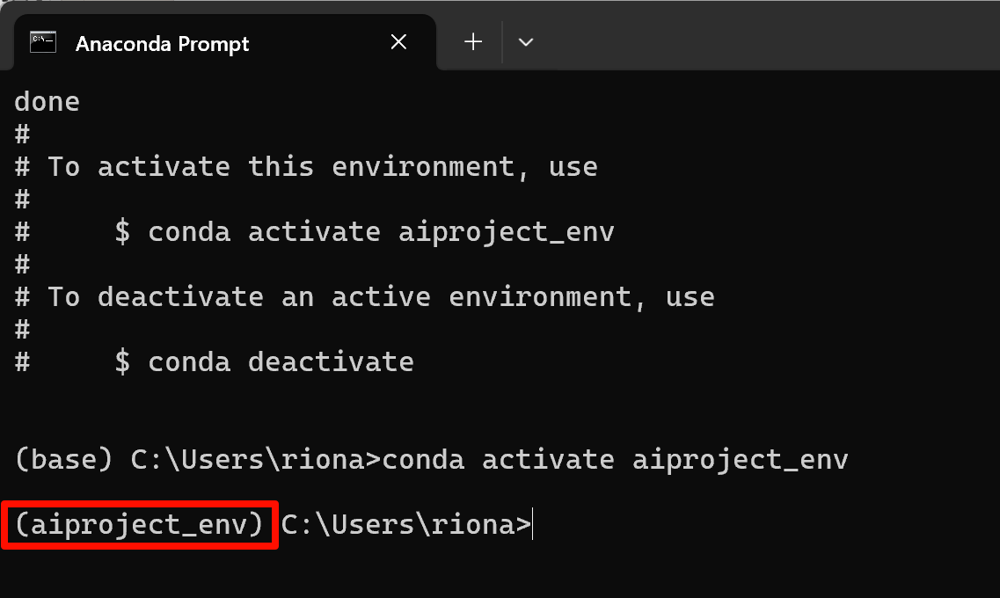 Anaconda Prompt
done
#
# To activate this environment, use
#
#     $ conda activate aiproject_env
#
# To deactivate an active environment, use
#
#     $ conda deactivate
(base) C:\Users\riona>conda activate aiproject_env
(aiproject_env) C:\Users\riona>